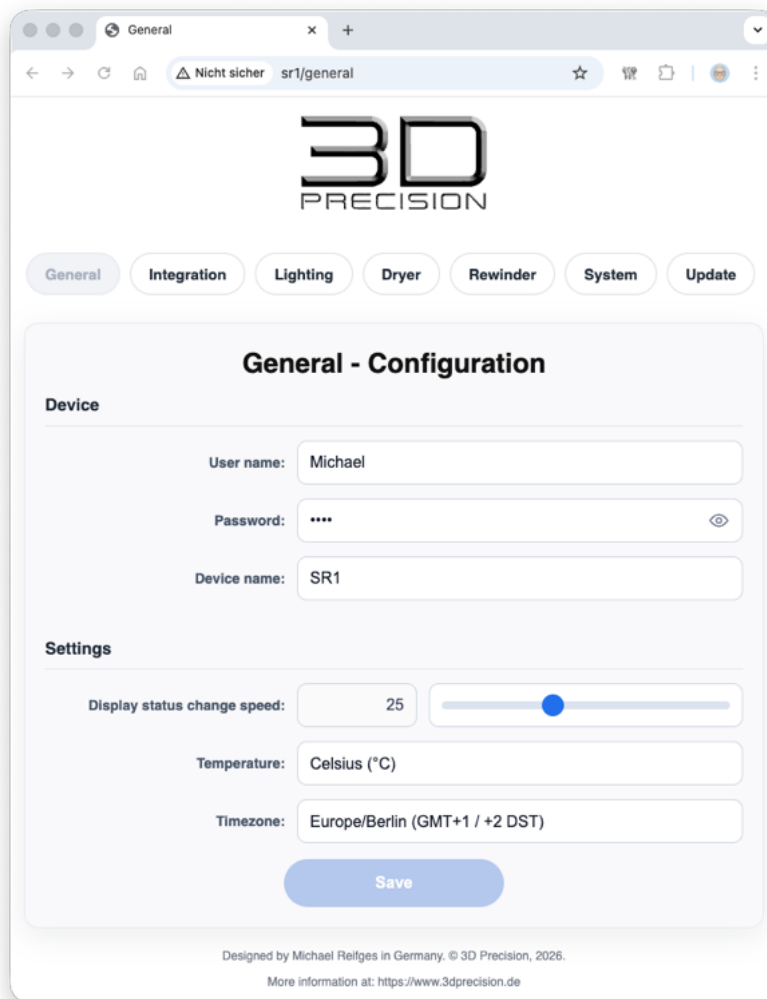 General
Nicht sicher sr1/general
3D
PRECISION
General Integration Lighting Dryer Rewinder System Update
General - Configuration
Device
User name: Michael
Password: ••••
Device name: SR1
Settings
Display status change speed: 25
Temperature: Celsius (°C)
Timezone: Europe/Berlin (GMT+1 / +2 DST)
Save
Designed by Michael Reifges in Germany. © 3D Precision, 2026.
More information at: https://www.3dprecision.de